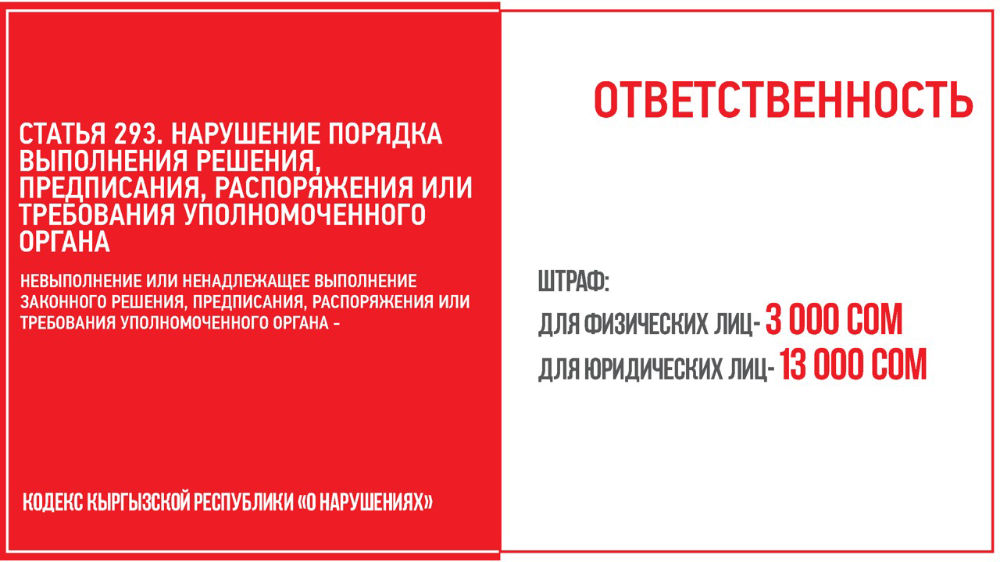 СТАТЬЯ 293. НАРУШЕНИЕ ПОРЯДКА
ВЫПОЛНЕНИЯ РЕШЕНИЯ,
ПРЕДПИСАНИЯ, РАСПОРЯЖЕНИЯ ИЛИ
ТРЕБОВАНИЯ УПОЛНОМОЧЕННОГО
ОРГАНА
НЕВЫПОЛНЕНИЕ ИЛИ НЕНАДЛЕЖАЩЕЕ ВЫПОЛНЕНИЕ
ЗАКОННОГО РЕШЕНИЯ, ПРЕДПИСАНИЯ, РАСПОРЯЖЕНИЯ ИЛИ
ТРЕБОВАНИЯ УПОЛНОМОЧЕННОГО ОРГАНА -
КОДЕКС КЫРГЫЗСКОЙ РЕСПУБЛИКИ «О НАРУШЕНИЯХ»
ОТВЕТСТВЕННОСТЬ
ШТРАФ:
ДЛЯ ФИЗИЧЕСКИХ ЛИЦ- 3 000 СОМ
ДЛЯ ЮРИДИЧЕСКИХ ЛИЦ- 13 000 СОМ